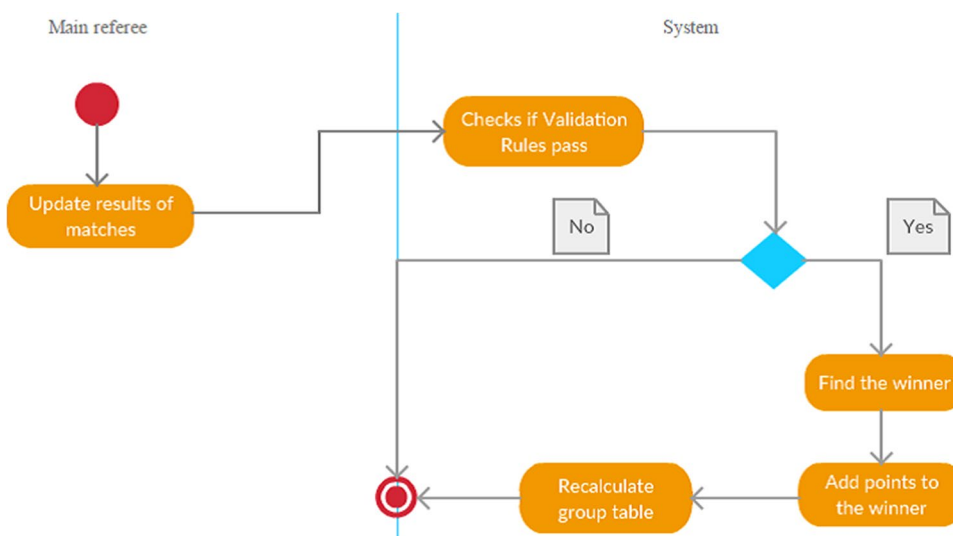 Main referee
System
Checks if Validation
Rules pass
Update results of
matches
No
Yes
Find the winner
Add points to
the winner
Recalculate
group table